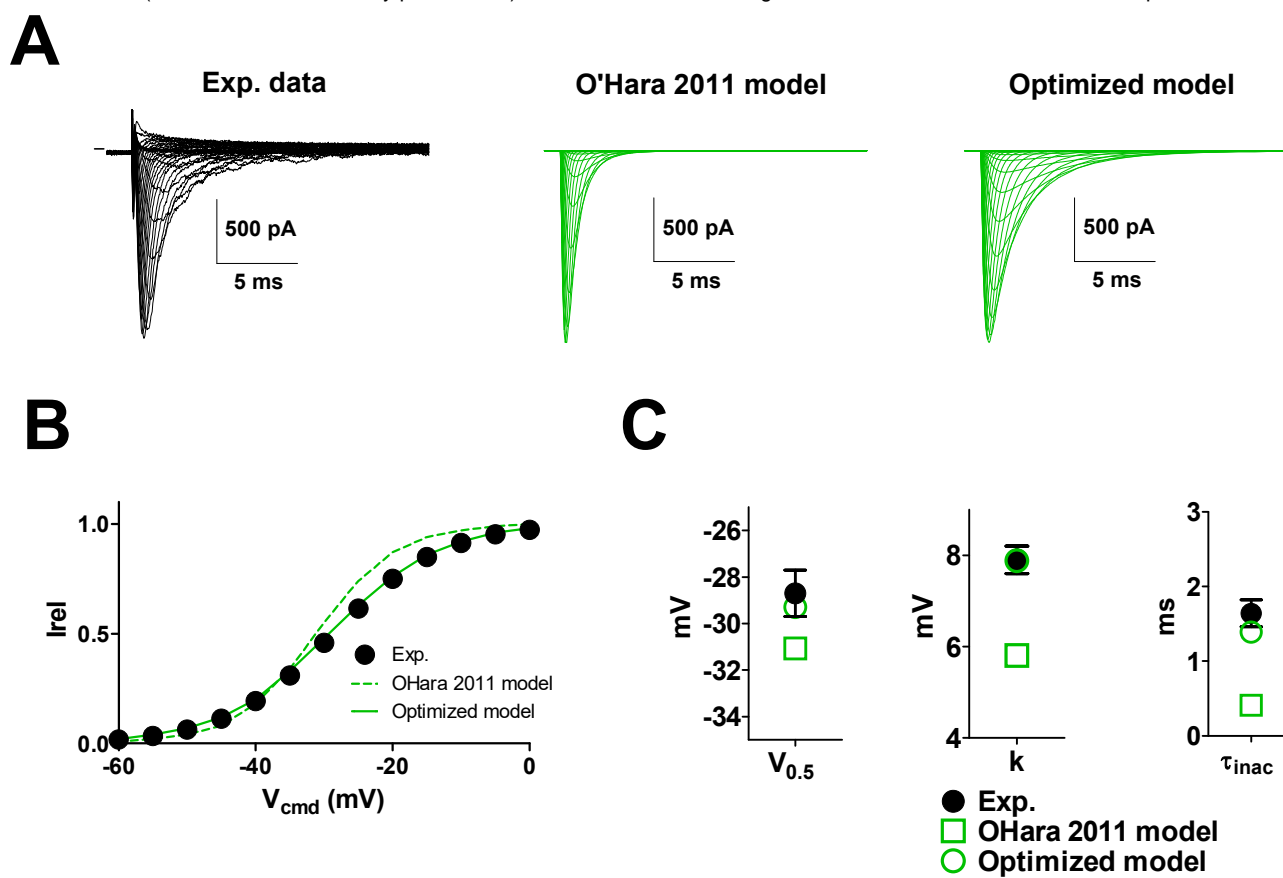 A
Exp. data
O'Hara 2011 model
Optimized model
500 pA
5 ms
500 pA
5 ms
500 pA
5 ms
B
Irel
1.0
0.5
0.0
-60
-40
-20
0
Vcmd (mV)
Exp.
OHara 2011 model
Optimized model
C
mV
-26
-28
-30
-32
-34
V0.5
mV
8
6
4
k
ms
3
2
1
0
τinac
Exp.
OHara 2011 model
Optimized model